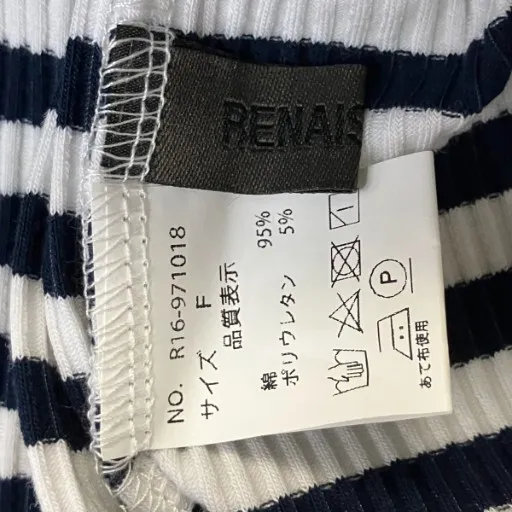 RENAIS
NO. R16-971018
サイズ F
品質表示
綿 95%
ポリウレタン 5%
P
あて布使用